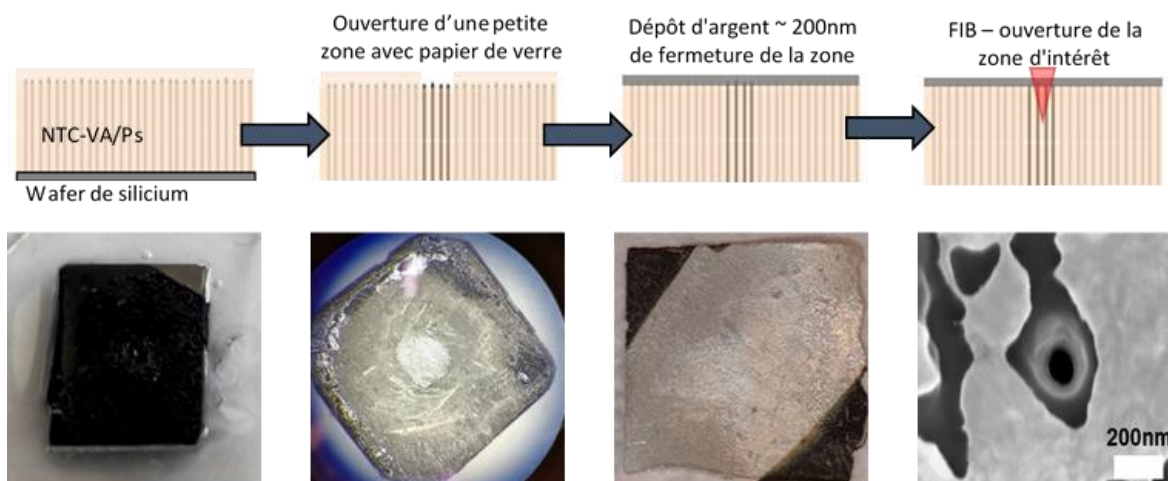 Ouverture d’une petite
zone avec papier de verre
Dépôt d'argent ~ 200nm
de fermeture de la zone
FIB – ouverture de la
zone d'intérêt
NTC-VA/Ps
Wafer de silicium
200nm